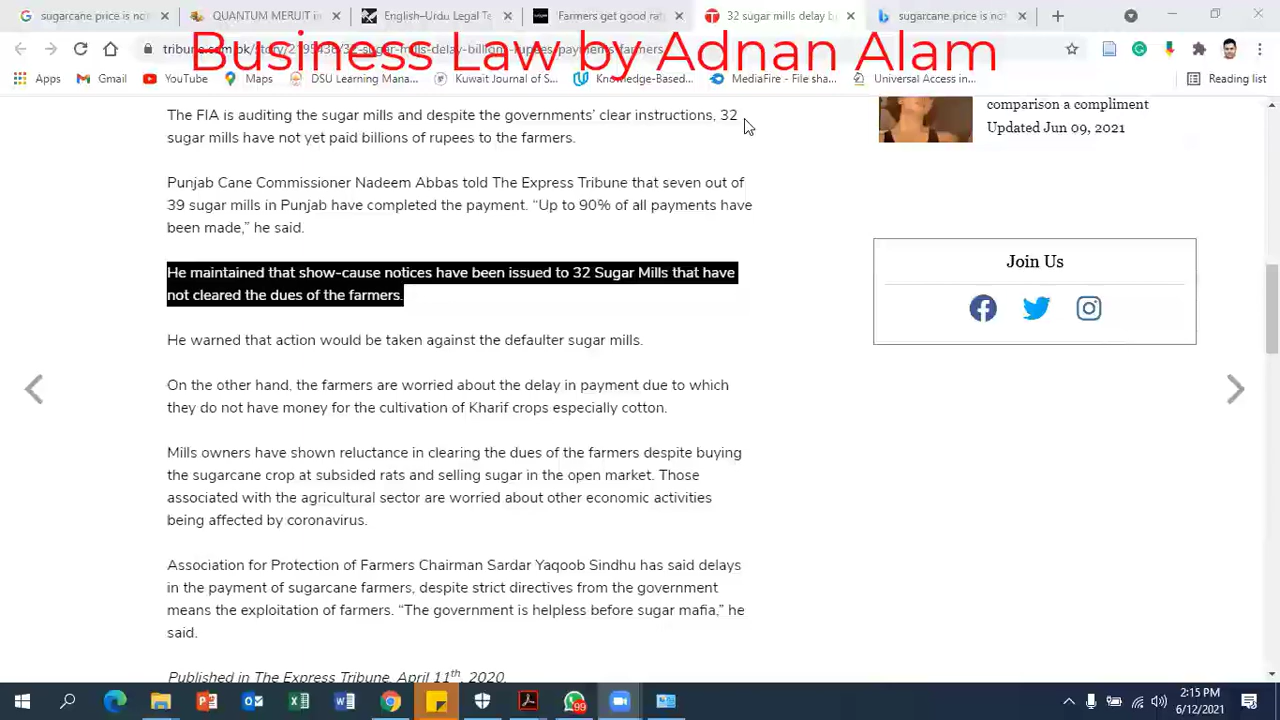 sugarcane price is not
QUANTUM MERUIT i
English–Urdu Legal Te
Farmers get good rat
32 sugar mills delay b
sugarcane.price is not
Business Law by Adnan Alam
Apps
Gmail
YouTube
Maps
DSU Learning Mana...
Kuwait Journal of S...
Knowledge-Based...
MediaFire - File sha...
Universal Access in...
Reading list
The FIA is auditing the sugar mills and despite the governments' clear instructions, 32
sugar mills have not yet paid billions of rupees to the farmers.
Punjab Cane Commissioner Nadeem Abbas told The Express Tribune that seven out of
39 sugar mills in Punjab have completed the payment. “Up to 90% of all payments have
been made,” he said.
He maintained that show-cause notices have been issued to 32 Sugar Mills that have
not cleared the dues of the farmers.
He warned that action would be taken against the defaulter sugar mills.
On the other hand, the farmers are worried about the delay in payment due to which
they do not have money for the cultivation of Kharif crops especially cotton.
Mills owners have shown reluctance in clearing the dues of the farmers despite buying
the sugarcane crop at subsided rats and selling sugar in the open market. Those
associated with the agricultural sector are worried about other economic activities
being affected by coronavirus.
Association for Protection of Farmers Chairman Sardar Yaqoob Sindhu has said delays
in the payment of sugarcane farmers, despite strict directives from the government
means the exploitation of farmers. “The government is helpless before sugar mafia,” he
said.
Published in The Express Tribune, April 11th, 2020.
comparison a compliment
Updated Jun 09, 2021
Join Us
99
2:15 PM
6/12/2021